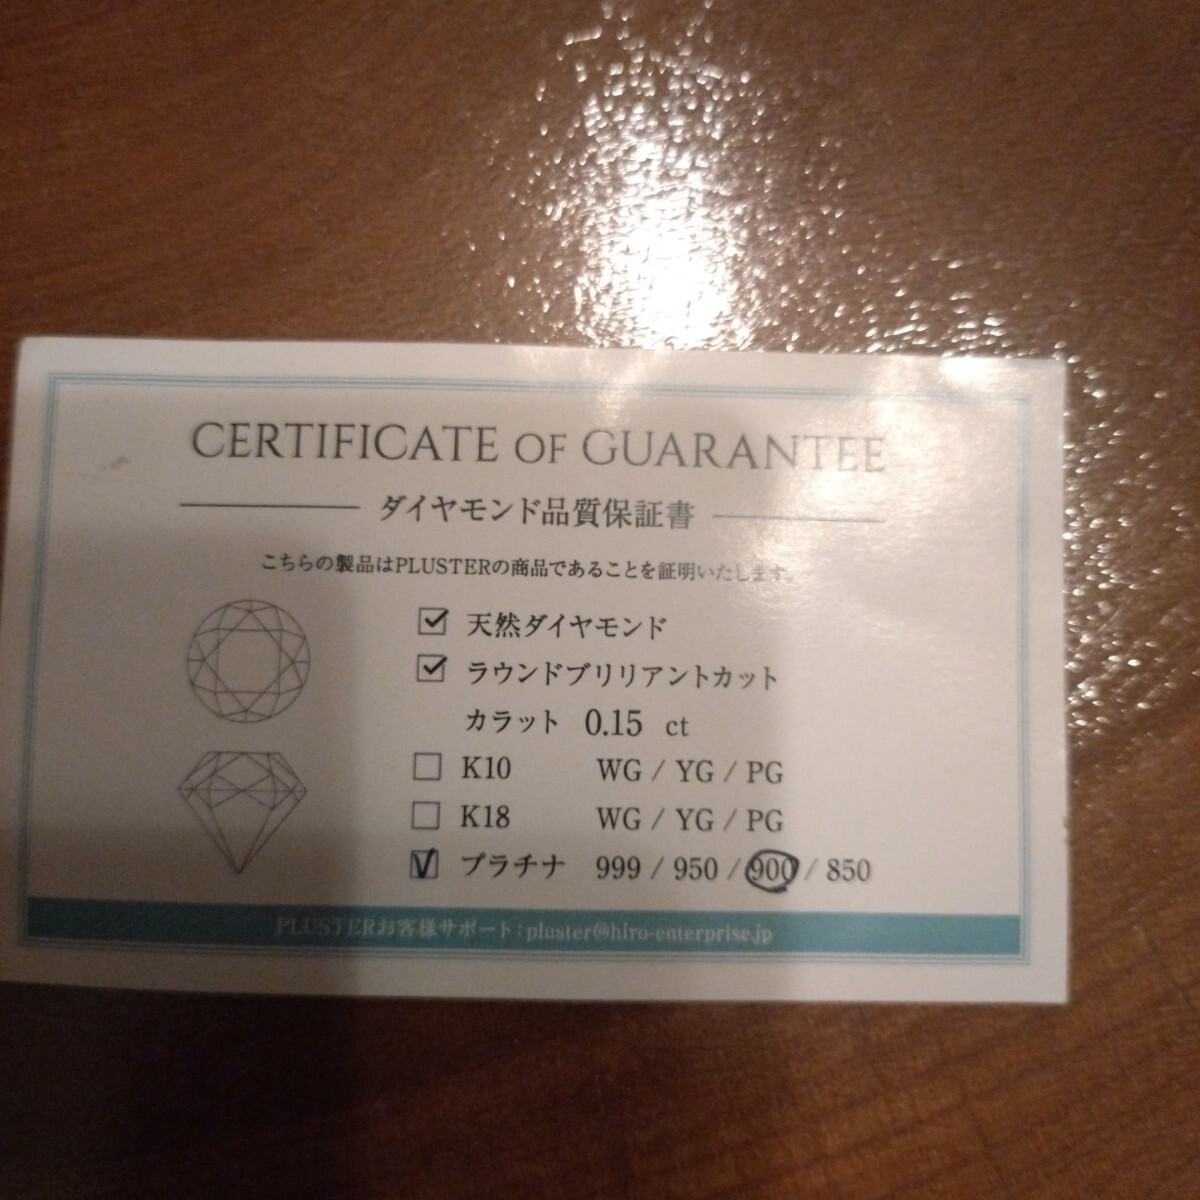 CERTIFICATE OF GUARANTEE
ダイヤモンド品質保証書
こちらの製品はPLUSTERの商品であることを証明いたします。
天然ダイヤモンド
ラウンドブリリアントカット
カラット 0.15 ct
K10 WG / YG / PG
K18 WG / YG / PG
プラチナ 999 / 950 / 900 / 850
PLUSTERお客様サポート：pluster@hiro-enterprise.jp